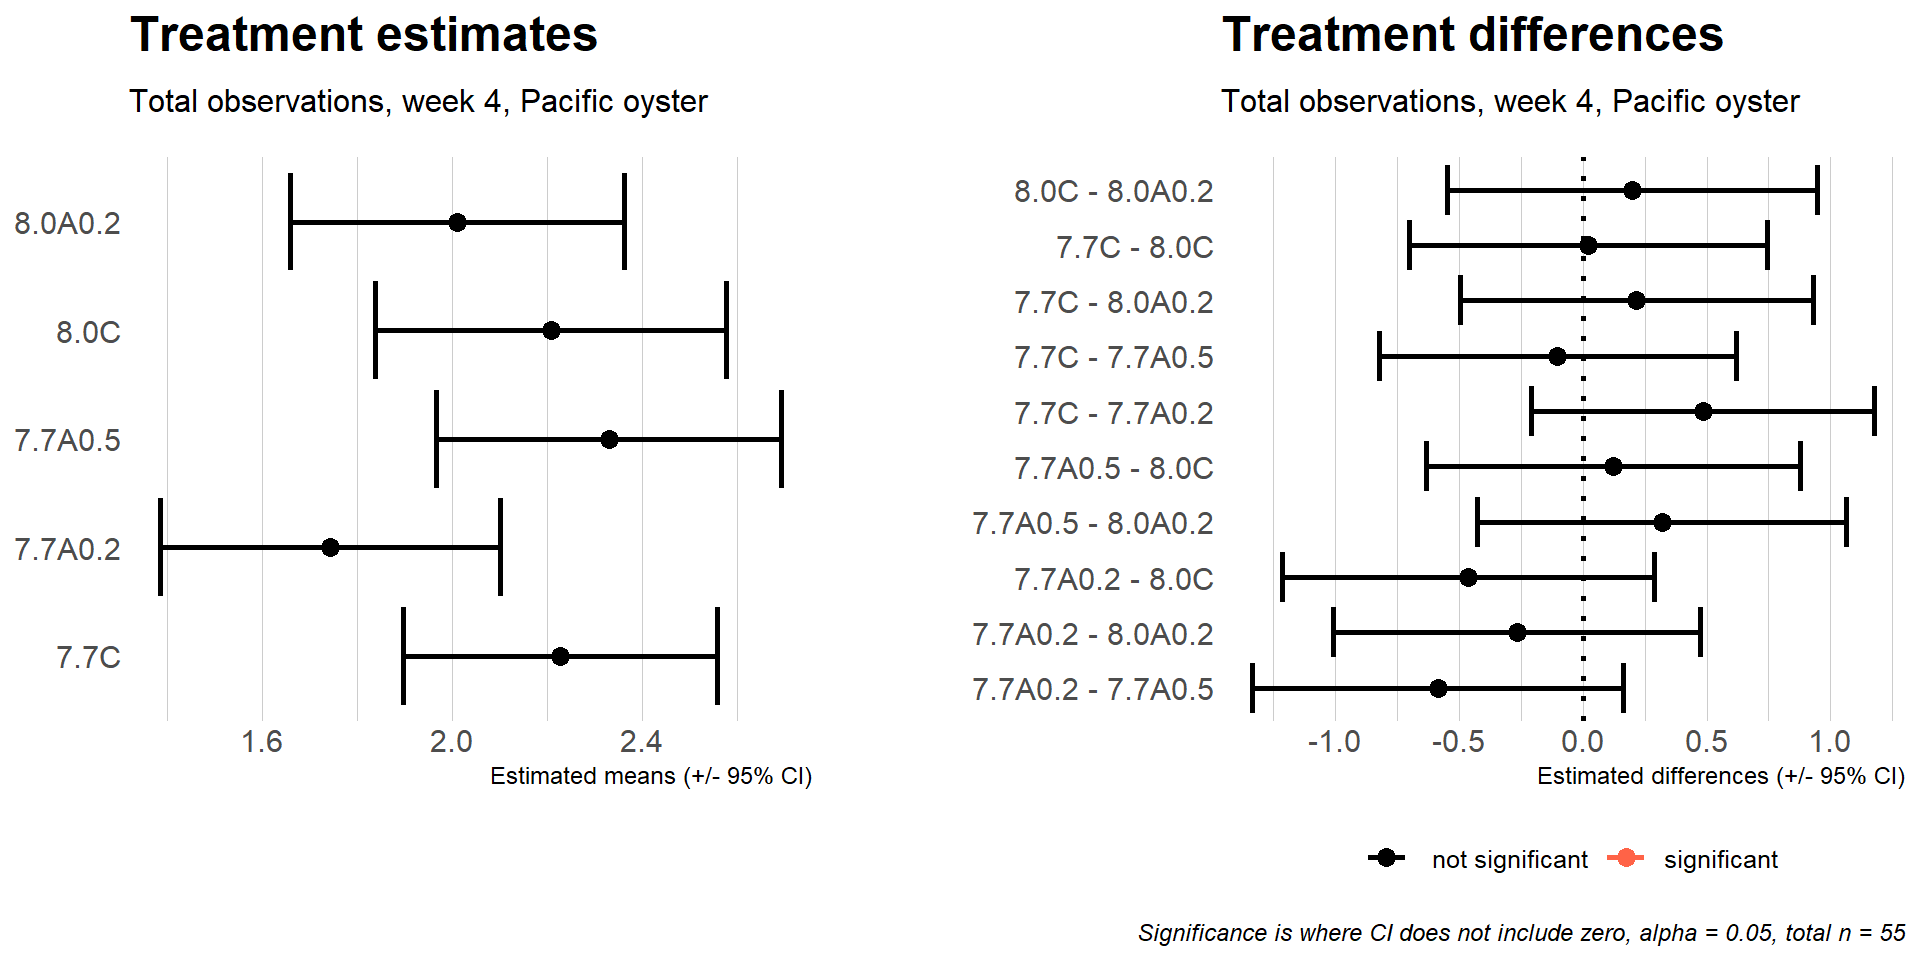 Treatment estimates
Total observations, week 4, Pacific oyster
8.0A0.2
8.0C
7.7A0.5
7.7A0.2
7.7C
1.6 2.0 2.4
Estimated means (+/- 95% CI)
Treatment differences
Total observations, week 4, Pacific oyster
8.0C - 8.0A0.2
7.7C - 8.0C
7.7C - 8.0A0.2
7.7C - 7.7A0.5
7.7C - 7.7A0.2
7.7A0.5 - 8.0C
7.7A0.5 - 8.0A0.2
7.7A0.2 - 8.0C
7.7A0.2 - 8.0A0.2
7.7A0.2 - 7.7A0.5
-1.0 -0.5 0.0 0.5 1.0
Estimated differences (+/- 95% CI)
not significant significant
Significance is where CI does not include zero, alpha = 0.05, total n = 55